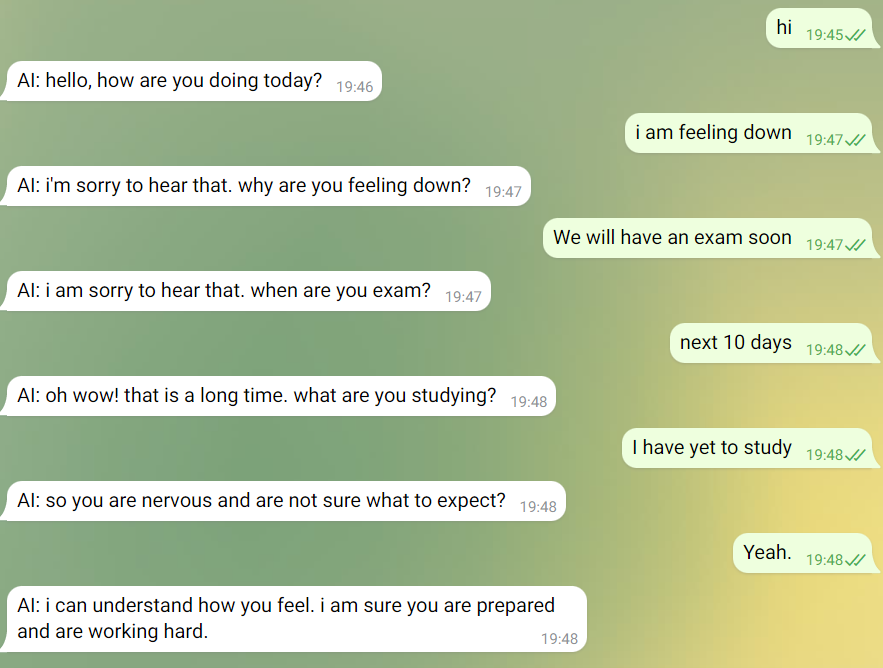 hi 19:45
AI: hello, how are you doing today? 19:46
i am feeling down 19:47
AI: i'm sorry to hear that. why are you feeling down? 19:47
We will have an exam soon 19:47
AI: i am sorry to hear that. when are you exam? 19:47
next 10 days 19:48
AI: oh wow! that is a long time. what are you studying? 19:48
I have yet to study 19:48
AI: so you are nervous and are not sure what to expect? 19:48
Yeah. 19:48
AI: i can understand how you feel. i am sure you are prepared
and are working hard. 19:48